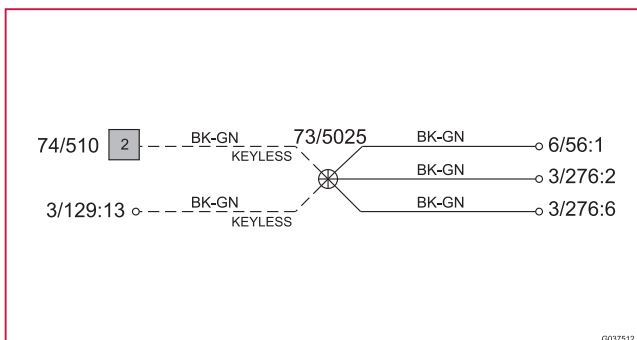 74/510 2 BK-GN 73/5025 BK-GN 6/56:1
KEYLESS
BK-GN 3/276:2
3/129:13 BK-GN BK-GN 3/276:6
KEYLESS
G037512